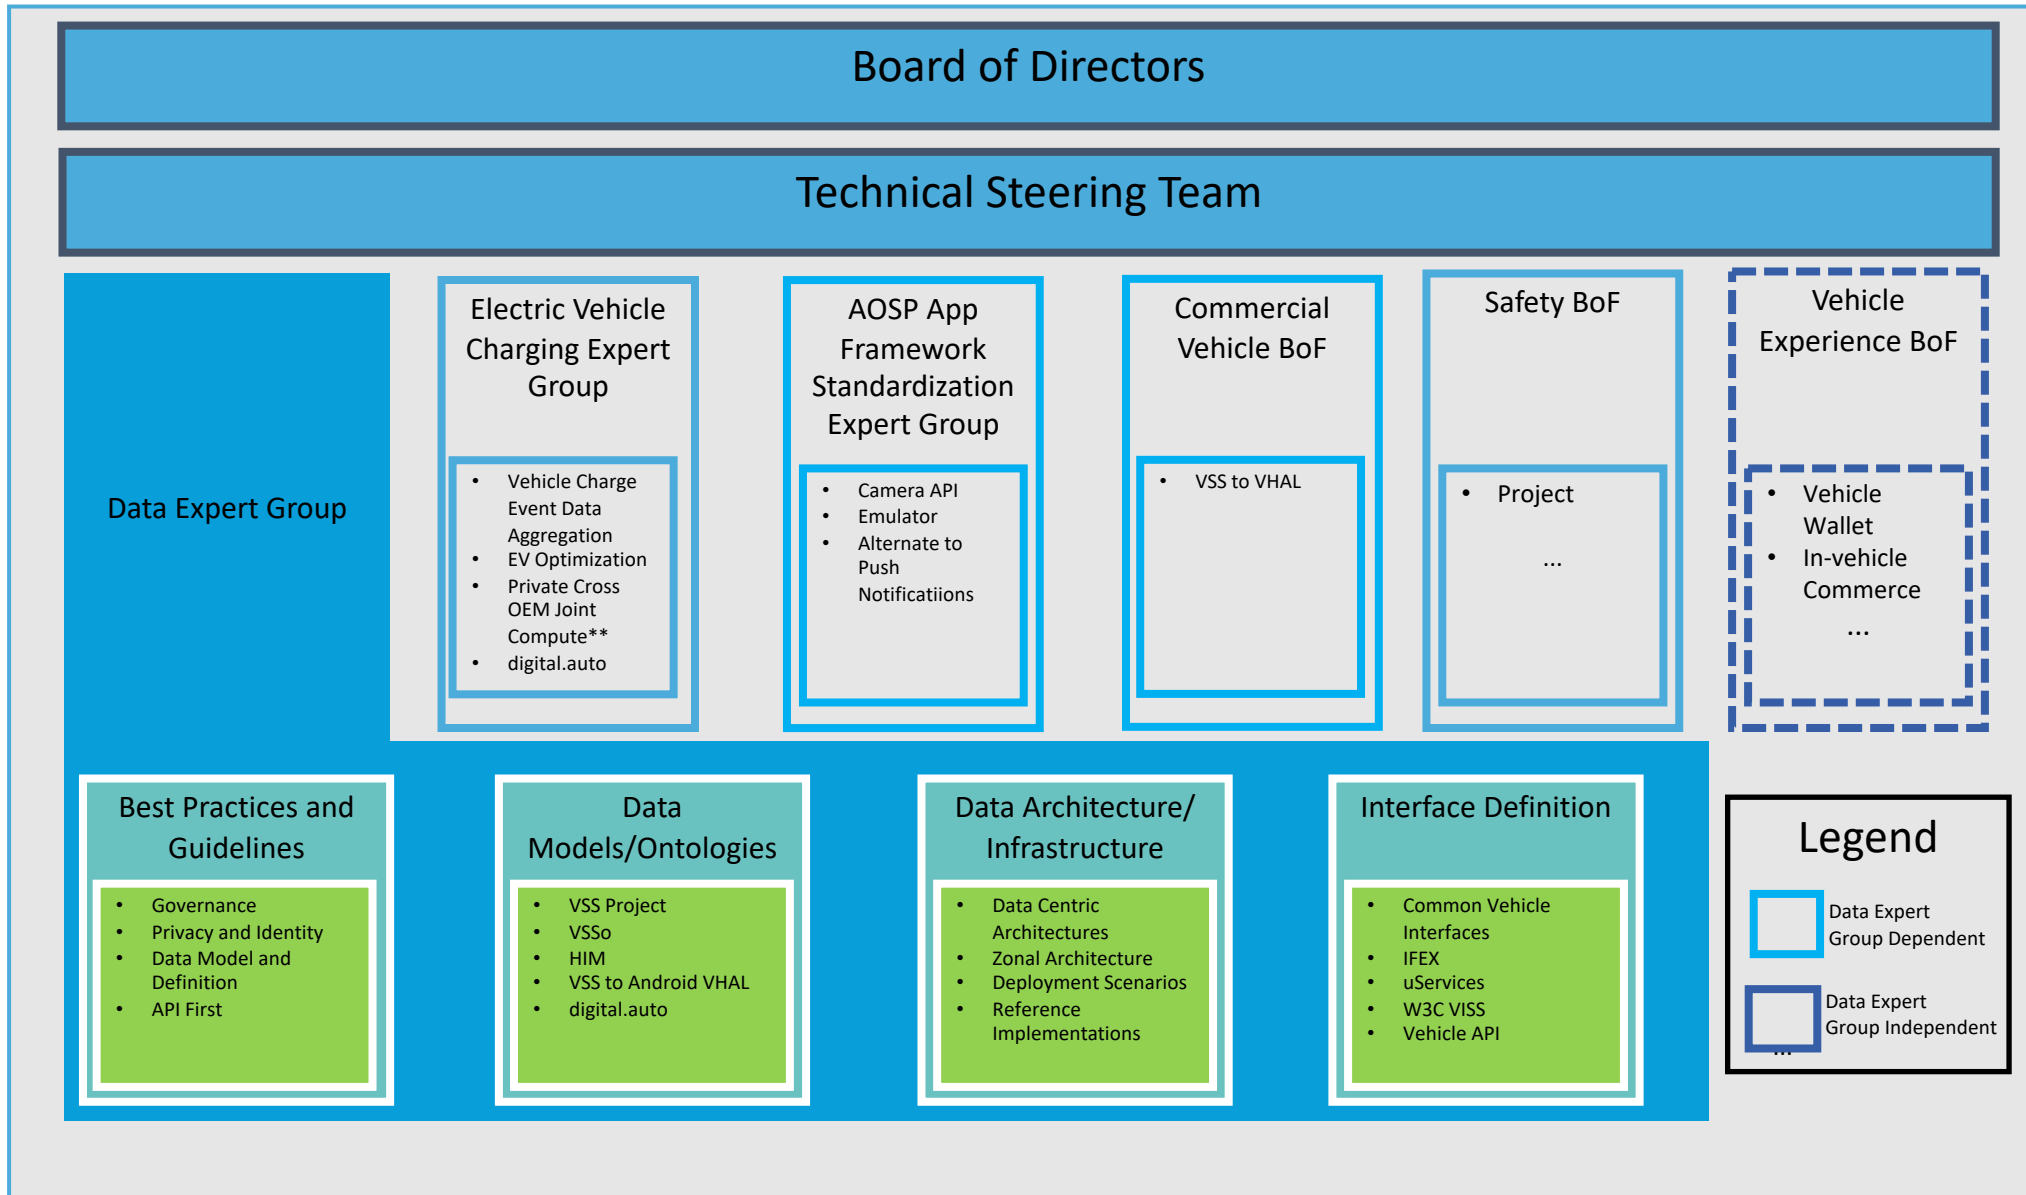 Board of Directors
Technical Steering Team
Data Expert Group
Electric Vehicle
Charging Expert
Group
• Vehicle Charge
Event Data
Aggregation
• EV Optimization
• Private Cross
OEM Joint
Compute**
• digital.auto
AOSP App
Framework
Standardization
Expert Group
• Camera API
• Emulator
• Alternate to
Push
Notificatiions
Commercial
Vehicle BoF
• VSS to VHAL
Safety BoF
• Project
...
Vehicle
Experience BoF
• Vehicle
Wallet
• In-vehicle
Commerce
...
Best Practices and
Guidelines
• Governance
• Privacy and Identity
• Data Model and
Definition
• API First
Data
Models/Ontologies
• VSS Project
• VSSo
• HIM
• VSS to Android VHAL
• digital.auto
Data Architecture/
Infrastructure
• Data Centric
Architectures
• Zonal Architecture
• Deployment Scenarios
• Reference
Implementations
Interface Definition
• Common Vehicle
Interfaces
• IFEX
• uServices
• W3C VISS
• Vehicle API
Legend
Data Expert
Group Dependent
Data Expert
Group Independent
...